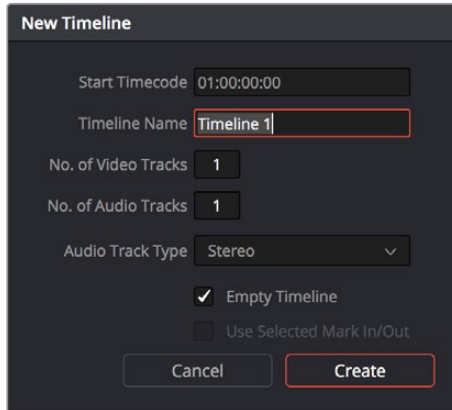 New Timeline
Start Timecode 01:00:00:00
Timeline Name Timeline 1
No. of Video Tracks 1
No. of Audio Tracks 1
Audio Track Type Stereo
Empty Timeline
Use Selected Mark In/Out
Cancel Create